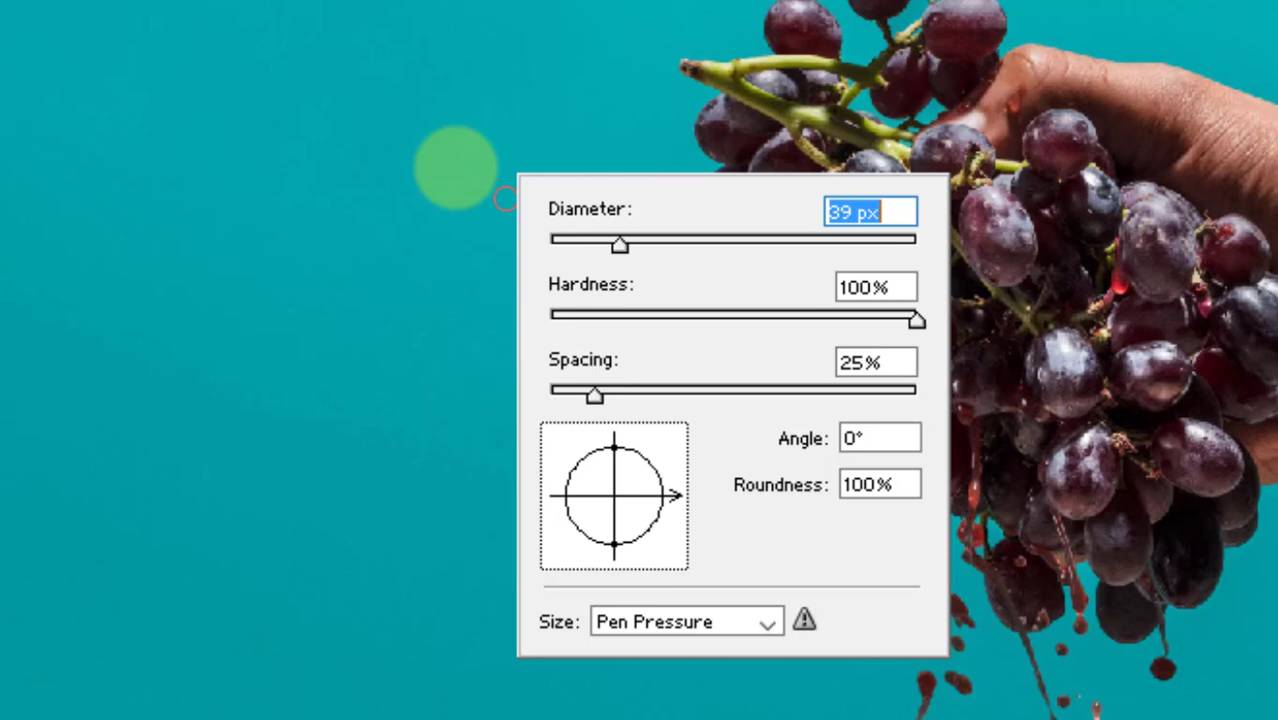 Diameter:
39 px
Hardness:
100%
Spacing:
25%
Angle: 0°
Roundness: 100%
Size: Pen Pressure